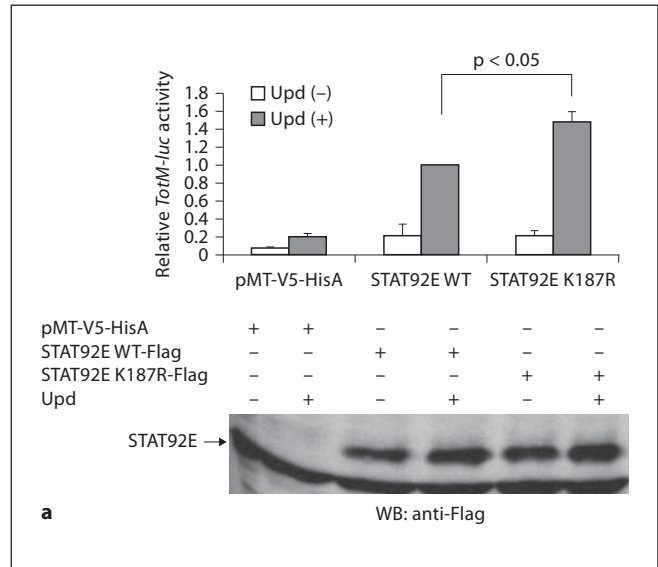 p < 0.05
Relative TotM-luc activity
1.8
1.6
1.4
1.2
1.0
0.8
0.6
0.4
0.2
0
Upd (–)
Upd (+)
pMT-V5-HisA STAT92E WT STAT92E K187R
pMT-V5-HisA + + – – – –
STAT92E WT-Flag – – + + – –
STAT92E K187R-Flag – – – – + +
Upd – + – + – +
STAT92E
a WB: anti-Flag